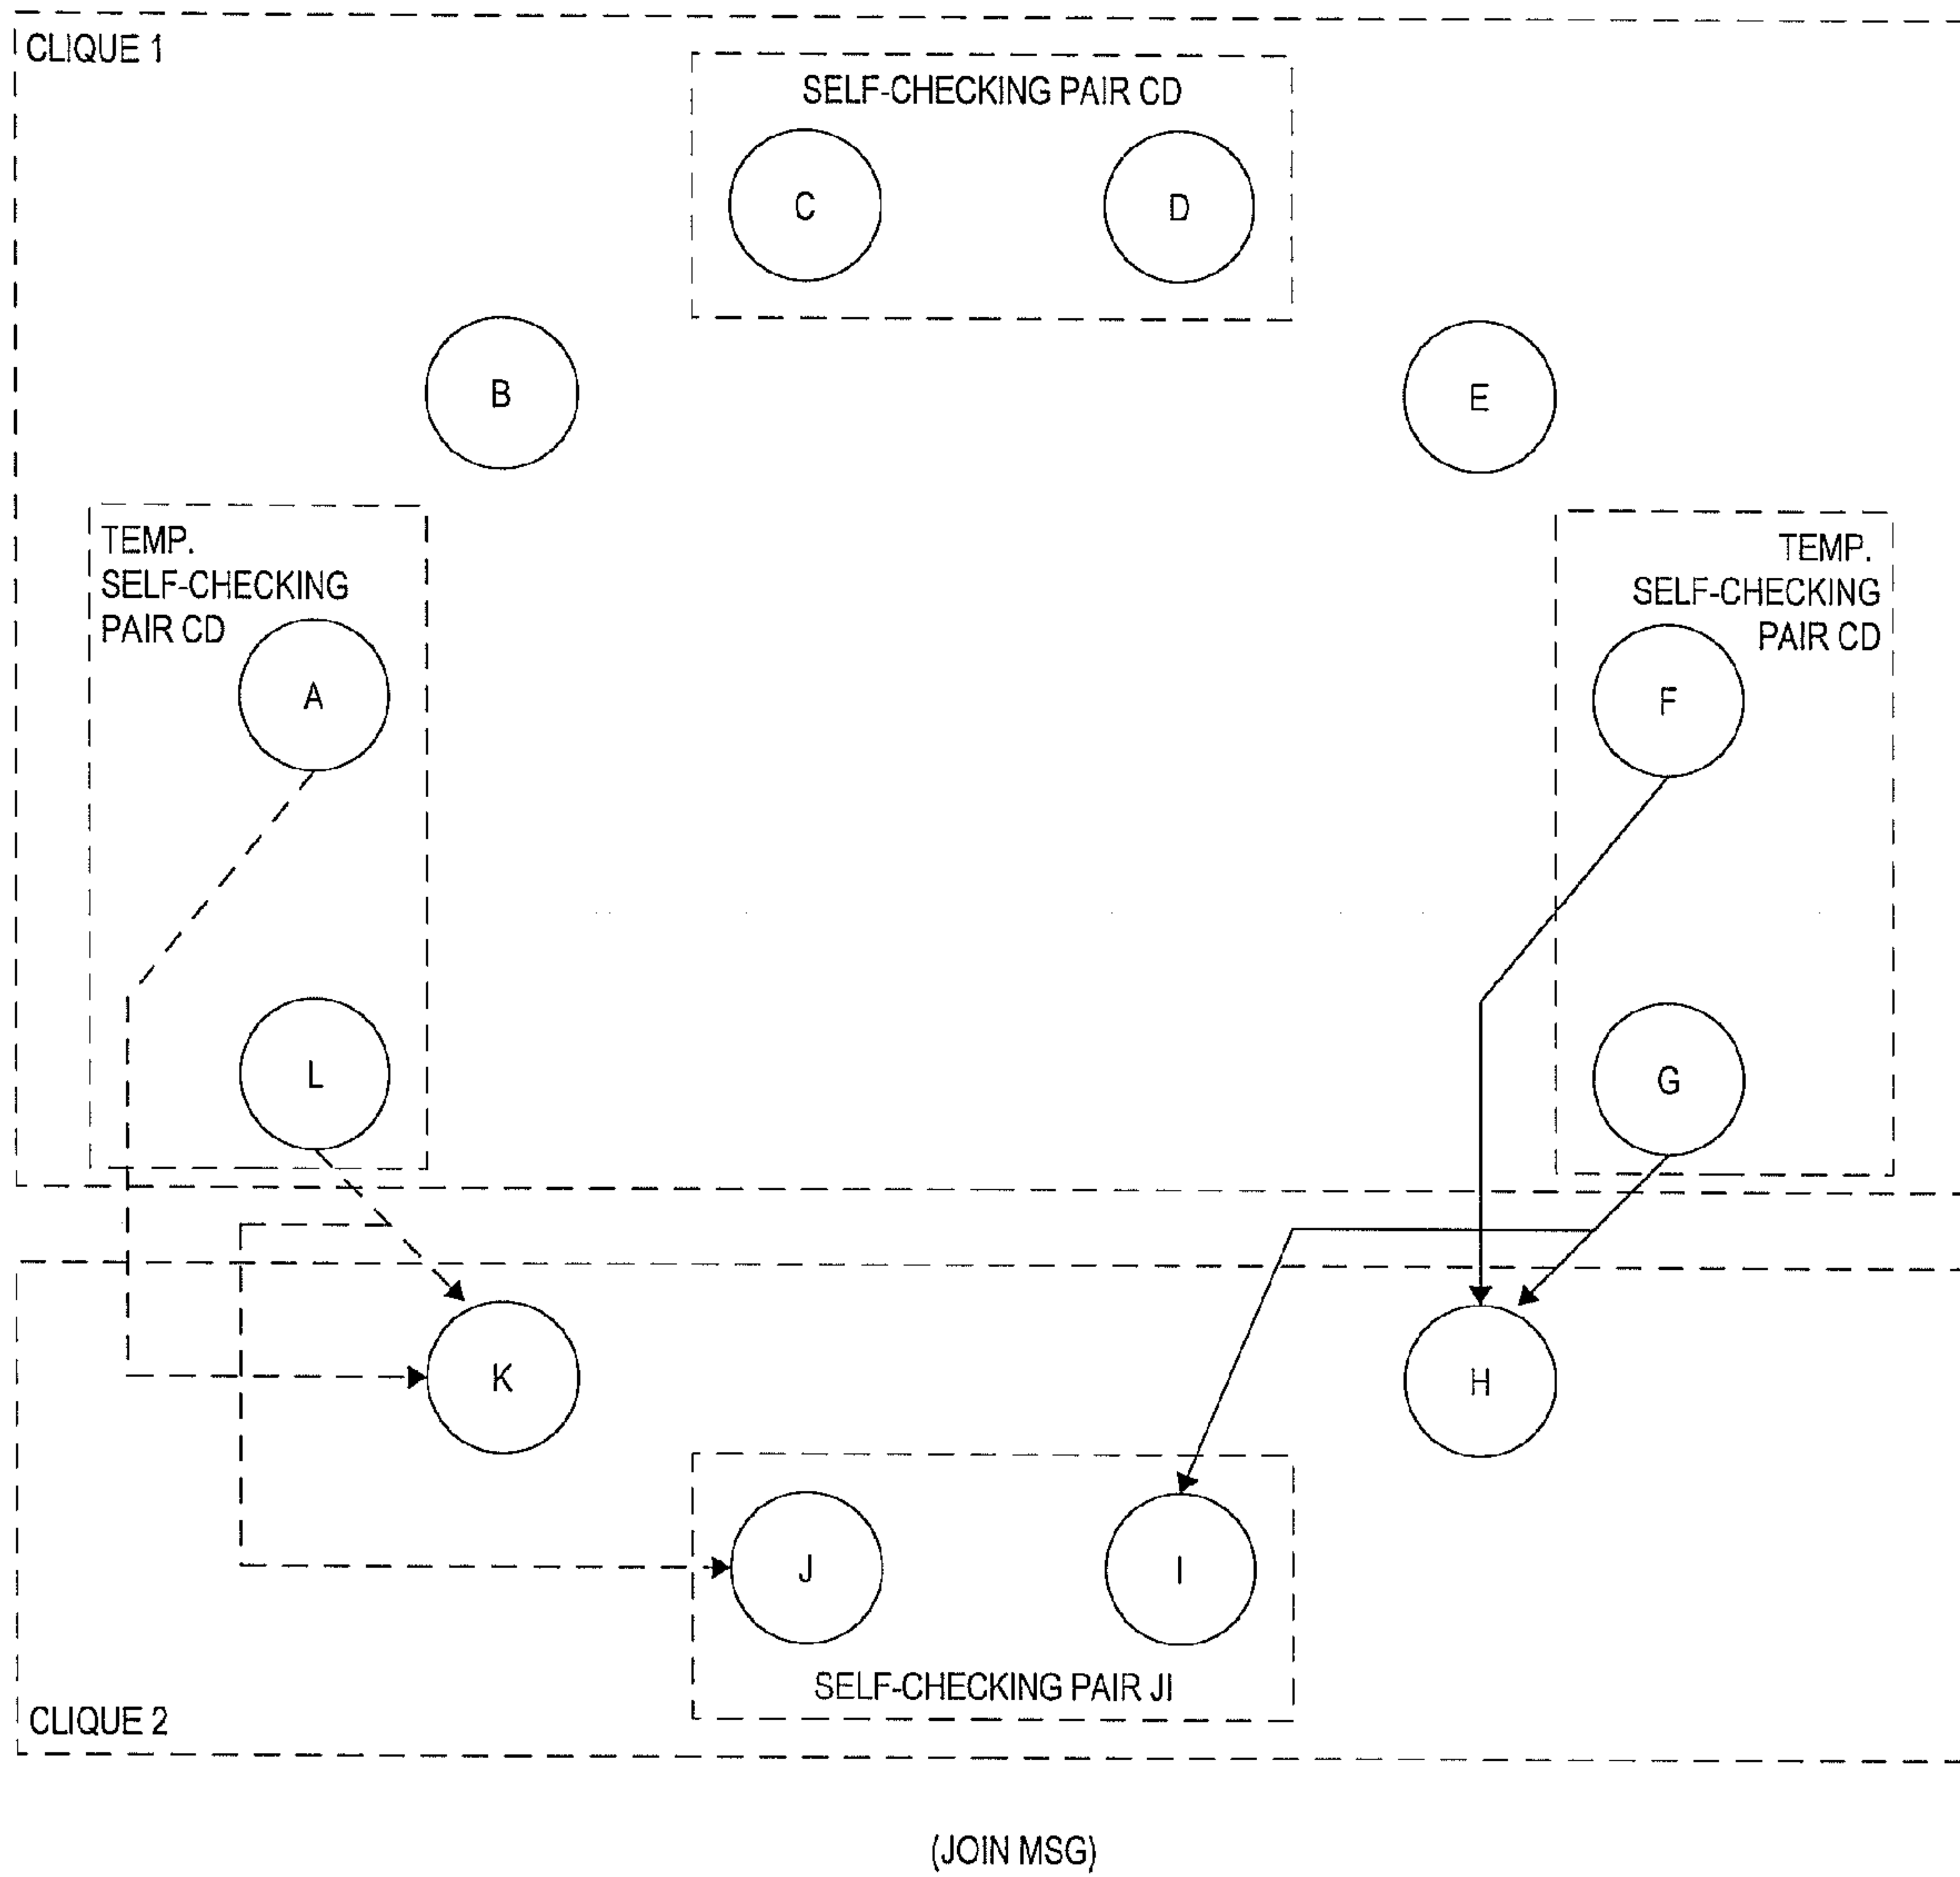 CLIQUE 1
SELF-CHECKING PAIR CD
C
D
B
E
TEMP.
SELF-CHECKING
PAIR CD
TEMP.
SELF-CHECKING
PAIR CD
A
F
L
G
K
H
J
I
SELF-CHECKING PAIR JI
CLIQUE 2
(JOIN MSG)